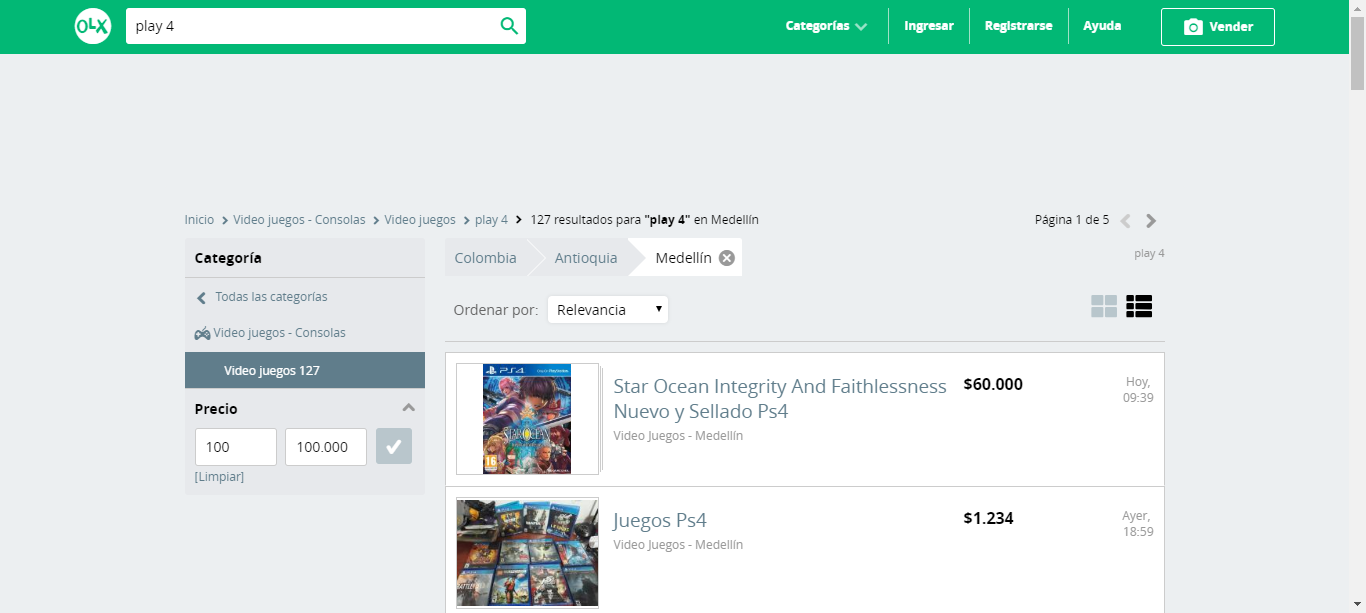 OLX
play 4
Categorías
Ingresar
Registrarse
Ayuda
Vender
Inicio > Video juegos - Consolas > Video juegos > play 4 > 127 resultados para "play 4" en Medellín
Página 1 de 5
play 4
Categoría
Todas las categorías
Video juegos - Consolas
Video juegos 127
Precio
100
100.000
[Limpiar]
Colombia
Antioquia
Medellín
Ordenar por:
Relevancia
PS4
STAR OCEAN
16
Star Ocean Integrity And Faithlessness
Nuevo y Sellado Ps4
Video Juegos - Medellín
$60.000
Hoy,
09:39
Juegos Ps4
Video Juegos - Medellín
$1.234
Ayer,
18:59